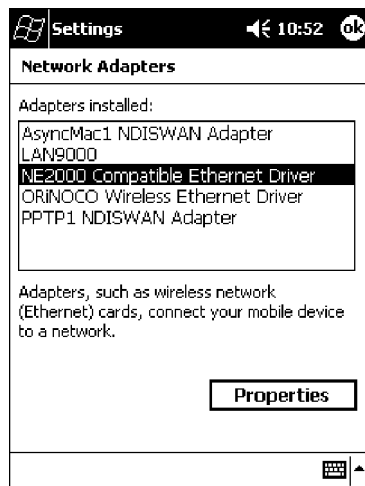 Settings 10:52 ok
Network Adapters
Adapters installed:
AsyncMac1 NDISWAN Adapter
LAN9000
NE2000 Compatible Ethernet Driver
ORiNOCO Wireless Ethernet Driver
PPTP1 NDISWAN Adapter
Adapters, such as wireless network
(Ethernet) cards, connect your mobile device
to a network.
Properties